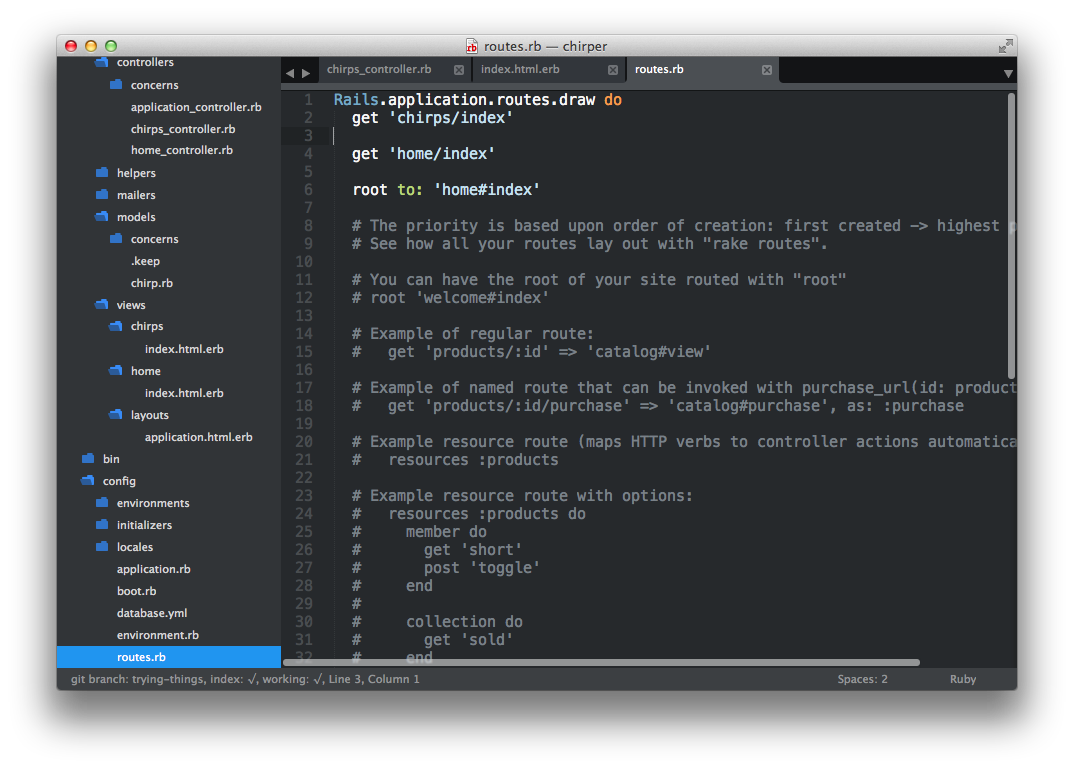 routes.rb — chirper
controllers
concerns
application_controller.rb
chirps_controller.rb
home_controller.rb
helpers
mailers
models
concerns
.keep
chirp.rb
views
chirps
index.html.erb
home
index.html.erb
layouts
application.html.erb
bin
config
environments
initializers
locales
application.rb
boot.rb
database.yml
environment.rb
routes.rb
chirps_controller.rb index.html.erb routes.rb
1 Rails.application.routes.draw do
2   get 'chirps/index'
3
4   get 'home/index'
5
6   root to: 'home#index'
7
8   # The priority is based upon order of creation: first created -> highest p
9   # See how all your routes lay out with "rake routes".
10
11   # You can have the root of your site routed with "root"
12   # root 'welcome#index'
13
14   # Example of regular route:
15   #   get 'products/:id' => 'catalog#view'
16
17   # Example of named route that can be invoked with purchase_url(id: product
18   #   get 'products/:id/purchase' => 'catalog#purchase', as: :purchase
19
20   # Example resource route (maps HTTP verbs to controller actions automatica
21   #   resources :products
22
23   # Example resource route with options:
24   #   resources :products do
25   #     member do
26   #       get 'short'
27   #       post 'toggle'
28   #     end
29   #
30   #     collection do
31   #       get 'sold'
32   #     end
git branch: trying-things, index: √, working: √, Line 3, Column 1 Spaces: 2 Ruby